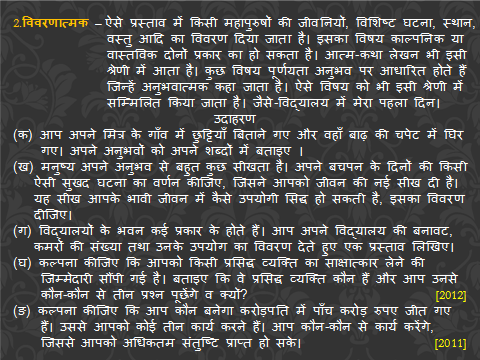 2.विवरणात्मक – ऐसे प्रस्ताव में किसी महापुरुषों की जीवनियों, विशिष्ट घटना, स्थान,
वस्तु आदि का विवरण दिया जाता है। इसका विषय काल्पनिक या
वास्तविक दोनों प्रकार का हो सकता है। आत्म-कथा लेखन भी इसी
श्रेणी में आता है। कुछ विषय पूर्णयता अनुभव पर आधारित होते हैं
जिन्हें अनुभवात्मक कहा जाता है। ऐसे विषय को भी इसी श्रेणी में
सम्मिलित किया जाता है। जैसे-विद्यालय में मेरा पहला दिन।
उदाहरण
(क) आप अपने मित्र के गाँव में छुट्टियाँ बिताने गए और वहाँ बाढ़ की चपेट में घिर
गए। अपने अनुभवों को अपने शब्दों में बताइए ।
(ख) मनुष्य अपने अनुभव से बहुत कुछ सीखता है। अपने बचपन के दिनों की किसी
ऐसी सुखद घटना का वर्णन कीजिए, जिसने आपको जीवन की नई सीख दी है।
यह सीख आपके भावी जीवन में कैसे उपयोगी सिद्ध हो सकती है, इसका विवरण
दीजिए।
(ग) विद्यालयों के भवन कई प्रकार के होते हैं। आप अपने विद्यालय की बनावट,
कमरों की संख्या तथा उनके उपयोग का विवरण देते हुए एक प्रस्ताव लिखिए।
(घ) कल्पना कीजिए कि आपको किसी प्रसिद्ध व्यक्ति का साक्षात्कार लेने की
जिम्मेदारी सौंपी गई है। बताइए कि वे प्रसिद्ध व्यक्ति कौन हैं और आप उनसे
कौन-कौन से तीन प्रश्न पूछेंगे व क्यों? [2012]
(ङ) कल्पना कीजिए कि आप कौन बनेगा करोड़पति में पाँच करोड़ रुपए जीत गए
हैं। उससे आपको कोई तीन कार्य करने हैं। आप कौन-कौन से कार्य करेंगे,
जिससे आपको अधिकतम संतुष्टि प्राप्त हो सके। [2011]